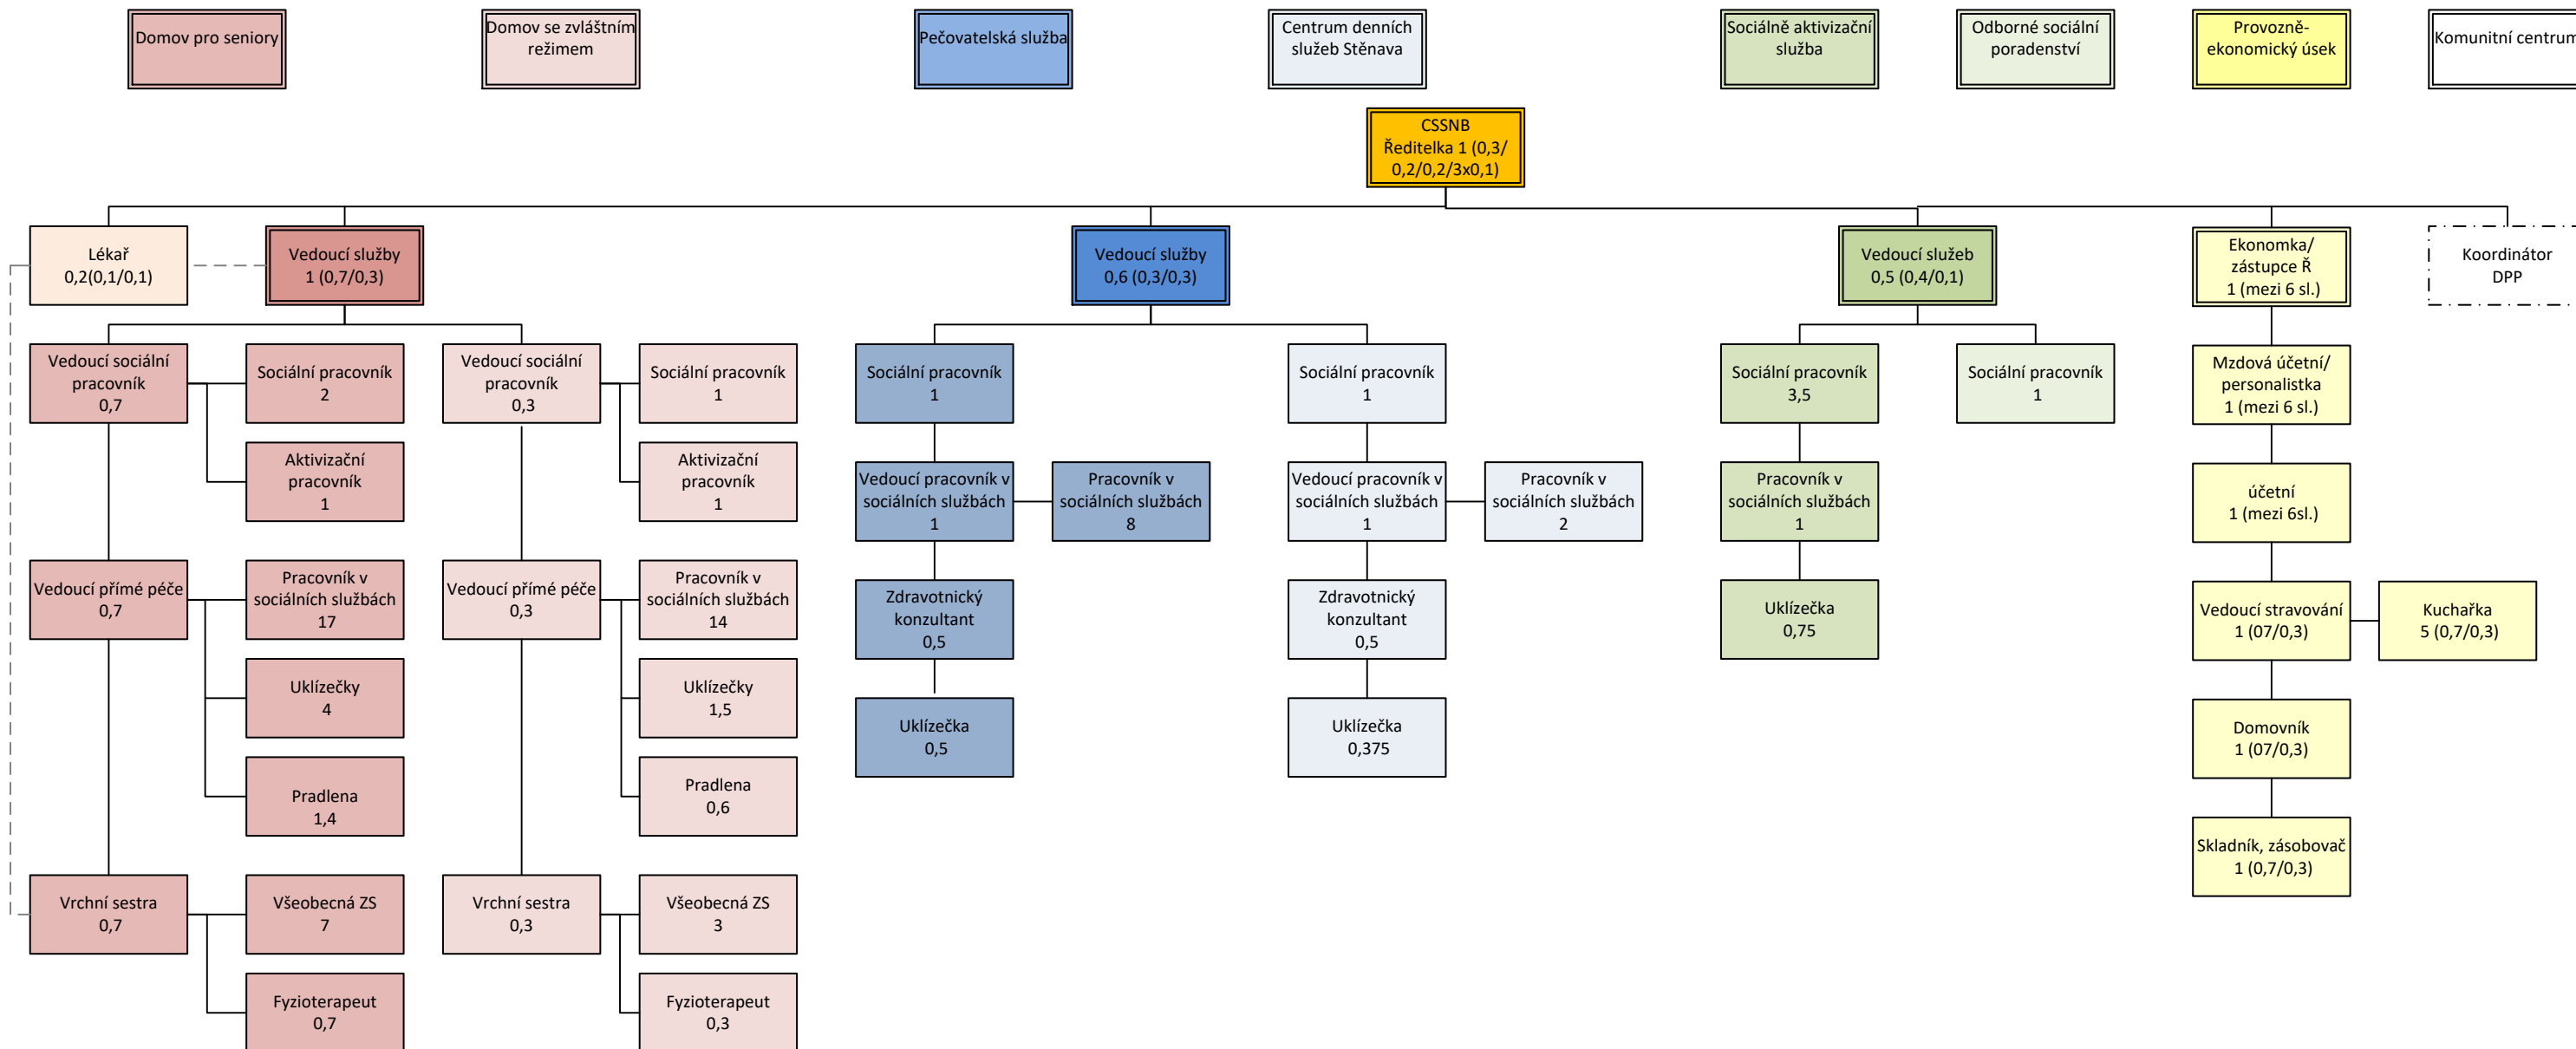 Domov pro seniory
Domov se zvláštním
režimem
Pečovatelská služba
Centrum denních
služeb Stěnava
Sociálně aktivizační
služba
Odborné sociální
poradenství
Provozně-
ekonomický úsek
Komunitní centrum
CSSNB
Ředitelka 1 (0,3/
0,2/0,2/3x0,1)
Lékař
0,2(0,1/0,1)
Vedoucí služby
1 (0,7/0,3)
Vedoucí služby
0,6 (0,3/0,3)
Vedoucí služeb
0,5 (0,4/0,1)
Ekonomka/
zástupce Ř
1 (mezi 6 sl.)
Koordinátor
DPP
Vedoucí sociální
pracovník
0,7
Sociální pracovník
2
Vedoucí sociální
pracovník
0,3
Sociální pracovník
1
Sociální pracovník
1
Sociální pracovník
1
Sociální pracovník
3,5
Sociální pracovník
1
Mzdová účetní/
personalistka
1 (mezi 6 sl.)
Aktivizační
pracovník
1
Aktivizační
pracovník
1
Vedoucí pracovník v
sociálních službách
1
Pracovník v
sociálních službách
8
Vedoucí pracovník v
sociálních službách
1
Pracovník v
sociálních službách
2
Pracovník v
sociálních službách
1
účetní
1 (mezi 6sl.)
Vedoucí přímé péče
0,7
Pracovník v
sociálních službách
17
Vedoucí přímé péče
0,3
Pracovník v
sociálních službách
14
Zdravotnický
konzultant
0,5
Zdravotnický
konzultant
0,5
Uklízečka
0,75
Vedoucí stravování
1 (07/0,3)
Kuchařka
5 (0,7/0,3)
Uklízečky
4
Uklízečky
1,5
Uklízečka
0,5
Uklízečka
0,375
Domovník
1 (07/0,3)
Pradlena
1,4
Pradlena
0,6
Skladník, zásobovač
1 (0,7/0,3)
Vrchní sestra
0,7
Všeobecná ZS
7
Vrchní sestra
0,3
Všeobecná ZS
3
Fyzioterapeut
0,7
Fyzioterapeut
0,3